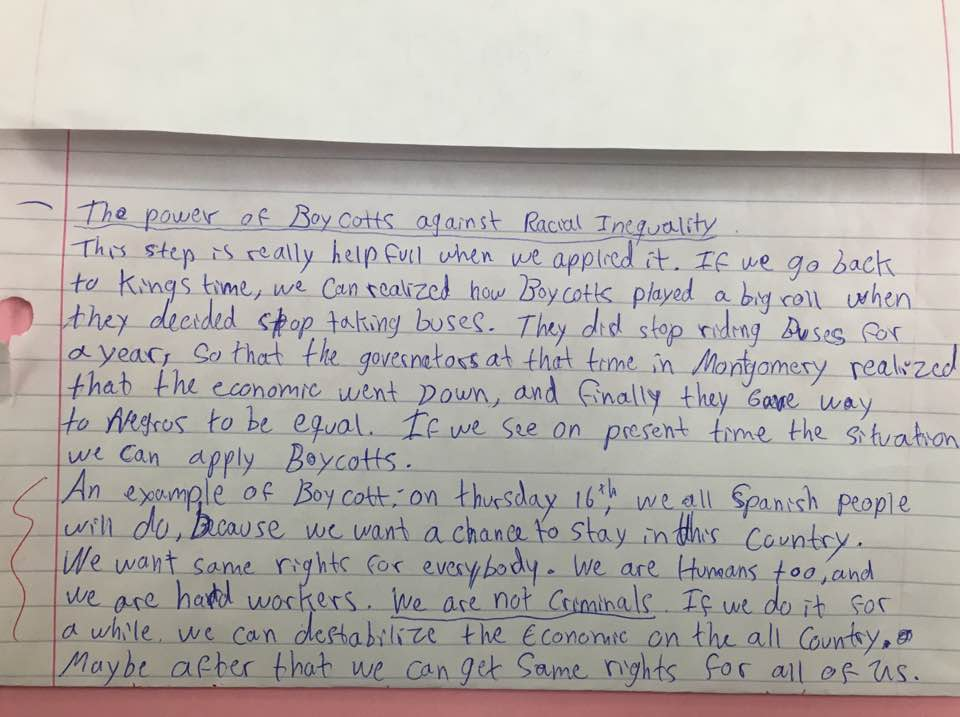 The power of Boycotts against Racial Inequality.
This step is really help full when we applied it. If we go back
to Kings time, we can realized how Boycotts played a big roll when
they decided stop taking buses. They did stop riding Buses for
a year, so that the governators at that time in Montgomery realized
that the economic went Down, and finally they Gave way
to Negros to be equal. If we see on present time the situation
we can apply Boycotts.
An example of Boycott: on thursday 16th, we all Spanish people
will do, Because we want a chance to stay in this Country.
We want same rights for everybody. We are Humans too, and
we are hard workers. We are not Criminals. If we do it for
a while. we can destabilize the Economic on the all Country.
Maybe after that we can get Same rights for all of us.